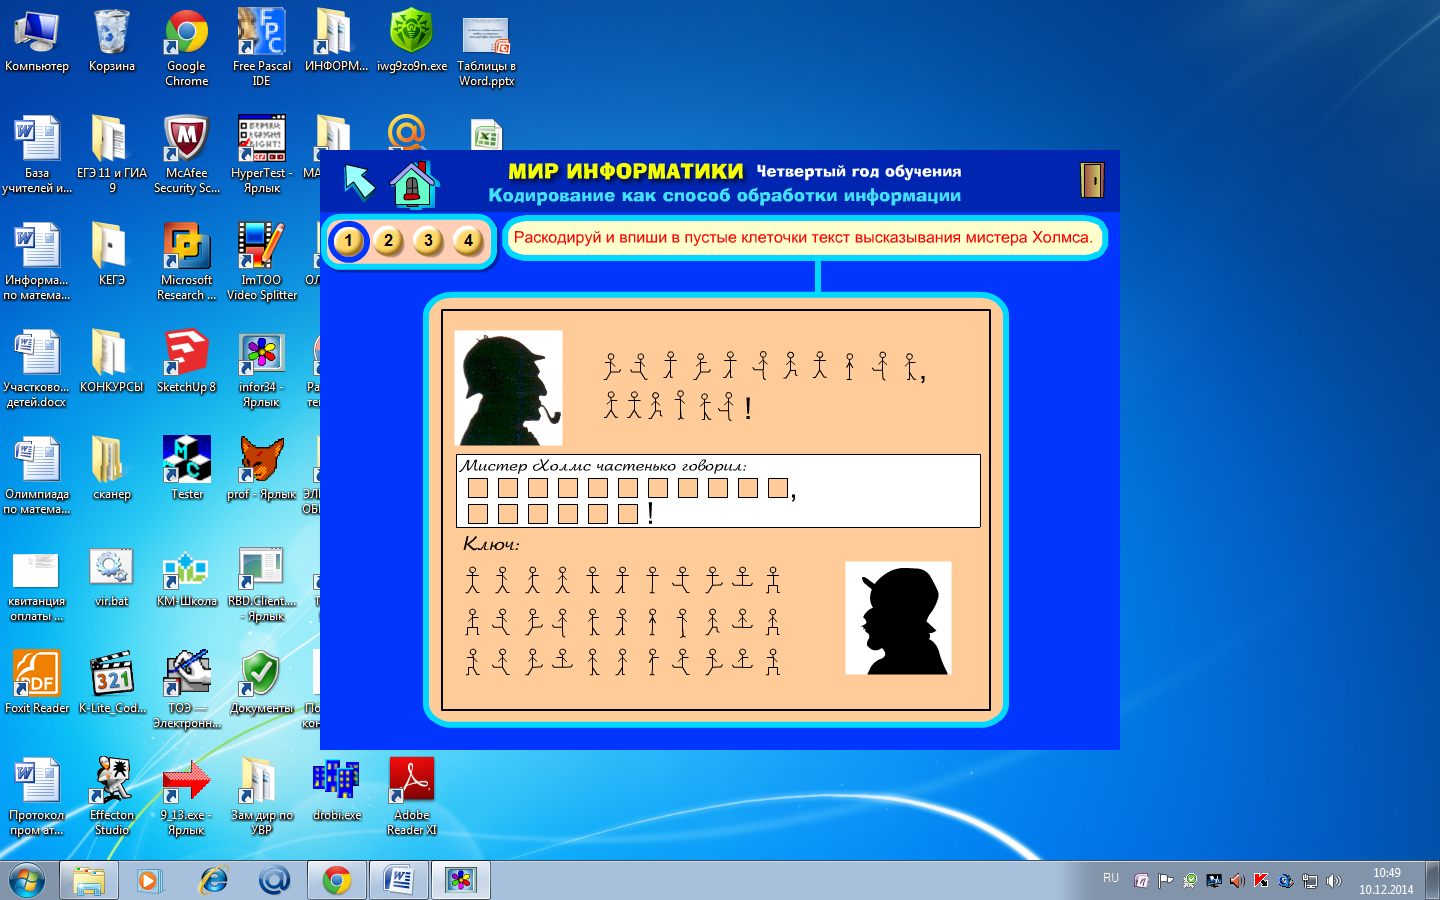 Компьютер
Корзина
Google Chrome
Free Pascal IDE
ИНФОРМ...
iwg9zo9n.exe
Таблицы в Word.pptx
База учителей и...
ЕГЭ 11 и ГИА 9
McAfee Security Sc...
HyperTest - Ярлык
МИР ИНФОРМАТИКИ Четвертый год обучения
Кодирование как способ обработки информации
1 2 3 4
Раскодируй и впиши в пустые клеточки текст высказывания мистера Холмса.
,
!
Мистер Холмс частенько говорил:
,
!
Ключ:
Информа... по матема...
КЕГЭ
Microsoft Research ...
ImTOO Video Splitter
Участково... детей.docx
КОНКУРСЫ
SketchUp 8
infor34 - Ярлык
Олимпиада по матема...
сканер
Tester
prof - Ярлык
квитанция оплаты ...
vir.bat
КМ-Школа
RBD.Client.... - Ярлык
Foxit Reader
K-Lite_Cod...
ТОЭ — Электронн...
Документы
Протокол пром ат...
Effecton Studio
9_13.exe - Ярлык
Зам дир по УВР
drobi.exe
Adobe Reader XI
RU
10:49
10.12.2014